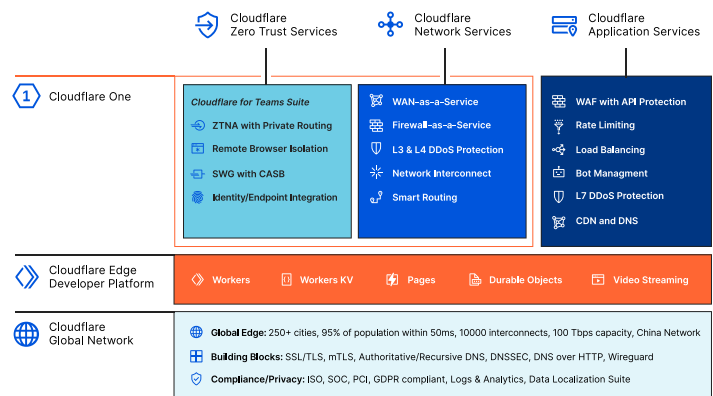 Cloudflare
Zero Trust Services
Cloudflare
Network Services
Cloudflare
Application Services
1
Cloudflare One
Cloudflare for Teams Suite
ZTNA with Private Routing
Remote Browser Isolation
SWG with CASB
Identity/Endpoint Integration
WAN-as-a-Service
Firewall-as-a-Service
L3 & L4 DDoS Protection
Network Interconnect
Smart Routing
WAF with API Protection
Rate Limiting
Load Balancing
Bot Managment
L7 DDoS Protection
CDN and DNS
Cloudflare Edge
Developer Platform
Workers
Workers KV
Pages
Durable Objects
Video Streaming
Cloudflare
Global Network
Global Edge: 250+ cities, 95% of population within 50ms, 10000 interconnects, 100 Tbps capacity, China Network
Building Blocks: SSL/TLS, mTLS, Authoritative/Recursive DNS, DNSSEC, DNS over HTTP, Wireguard
Compliance/Privacy: ISO, SOC, PCI, GDPR compliant, Logs & Analytics, Data Localization Suite